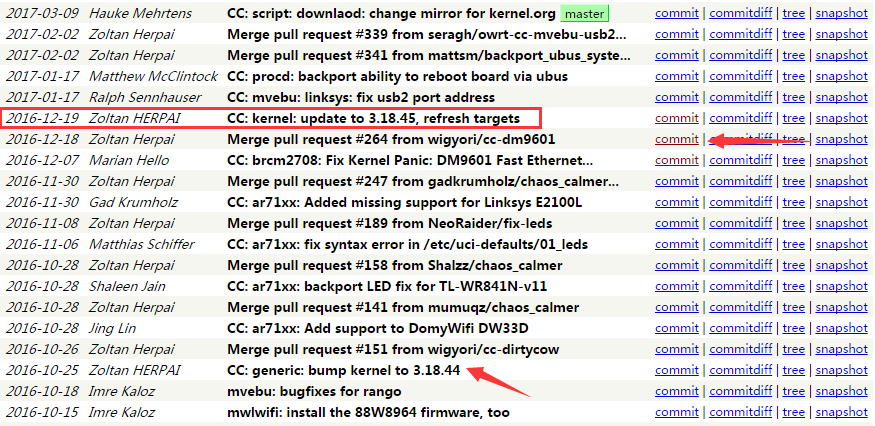 2017-03-09 Hauke Mehrtens CC: script: downlaod: change mirror for kernel.org master commit | commitdiff | tree | snapshot
2017-02-02 Zoltan Herpai Merge pull request #339 from seragh/owrt-cc-mvebu-usb2... commit | commitdiff | tree | snapshot
2017-02-02 Zoltan Herpai Merge pull request #341 from mattsm/backport_ubus_syste... commit | commitdiff | tree | snapshot
2017-01-17 Matthew McClintock CC: procd: backport ability to reboot board via ubus commit | commitdiff | tree | snapshot
2017-01-17 Ralph Sennhauser CC: mvebu: linksys: fix usb2 port address commit | commitdiff | tree | snapshot
2016-12-19 Zoltan HERPAI CC: kernel: update to 3.18.45, refresh targets commit | commitdiff | tree | snapshot
2016-12-18 Zoltan Herpai Merge pull request #264 from wigyori/cc-dm9601 commit | commitdiff | tree | snapshot
2016-12-07 Marian Hello CC: brcm2708: Fix Kernel Panic: DM9601 Fast Ethernet... commit | commitdiff | tree | snapshot
2016-11-30 Zoltan Herpai Merge pull request #247 from gadkrumholz/chaos_calmer... commit | commitdiff | tree | snapshot
2016-11-30 Gad Krumholz CC: ar71xx: Added missing support for Linksys E2100L commit | commitdiff | tree | snapshot
2016-11-08 Zoltan Herpai Merge pull request #189 from NeoRaider/fix-leds commit | commitdiff | tree | snapshot
2016-11-06 Matthias Schiffer CC: ar71xx: fix syntax error in /etc/uci-defaults/01_leds commit | commitdiff | tree | snapshot
2016-10-28 Zoltan Herpai Merge pull request #158 from Shalzz/chaos_calmer commit | commitdiff | tree | snapshot
2016-10-28 Shaleen Jain CC: ar71xx: backport LED fix for TL-WR841N-v11 commit | commitdiff | tree | snapshot
2016-10-28 Zoltan Herpai Merge pull request #141 from mumuqz/chaos_calmer commit | commitdiff | tree | snapshot
2016-10-28 Jing Lin CC: ar71xx: Add support to DomyWifi DW33D commit | commitdiff | tree | snapshot
2016-10-26 Zoltan Herpai Merge pull request #151 from wigyori/cc-dirtycow commit | commitdiff | tree | snapshot
2016-10-25 Zoltan HERPAI CC: generic: bump kernel to 3.18.44 commit | commitdiff | tree | snapshot
2016-10-20 Imre Kaloz mvebu: bugfixes for rango commit | commitdiff | tree | snapshot
2016-10-15 Imre Kaloz mwlwifi: install the 88W8964 firmware, too commit | commitdiff | tree | snapshot